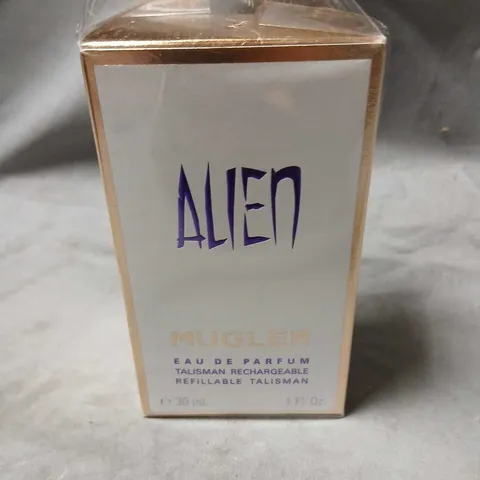 ALIEN
MUGLER
EAU DE PARFUM
TALISMAN RECHARGEABLE
REFILLABLE TALISMAN
℮ 30 mL 1 Fl. Oz.